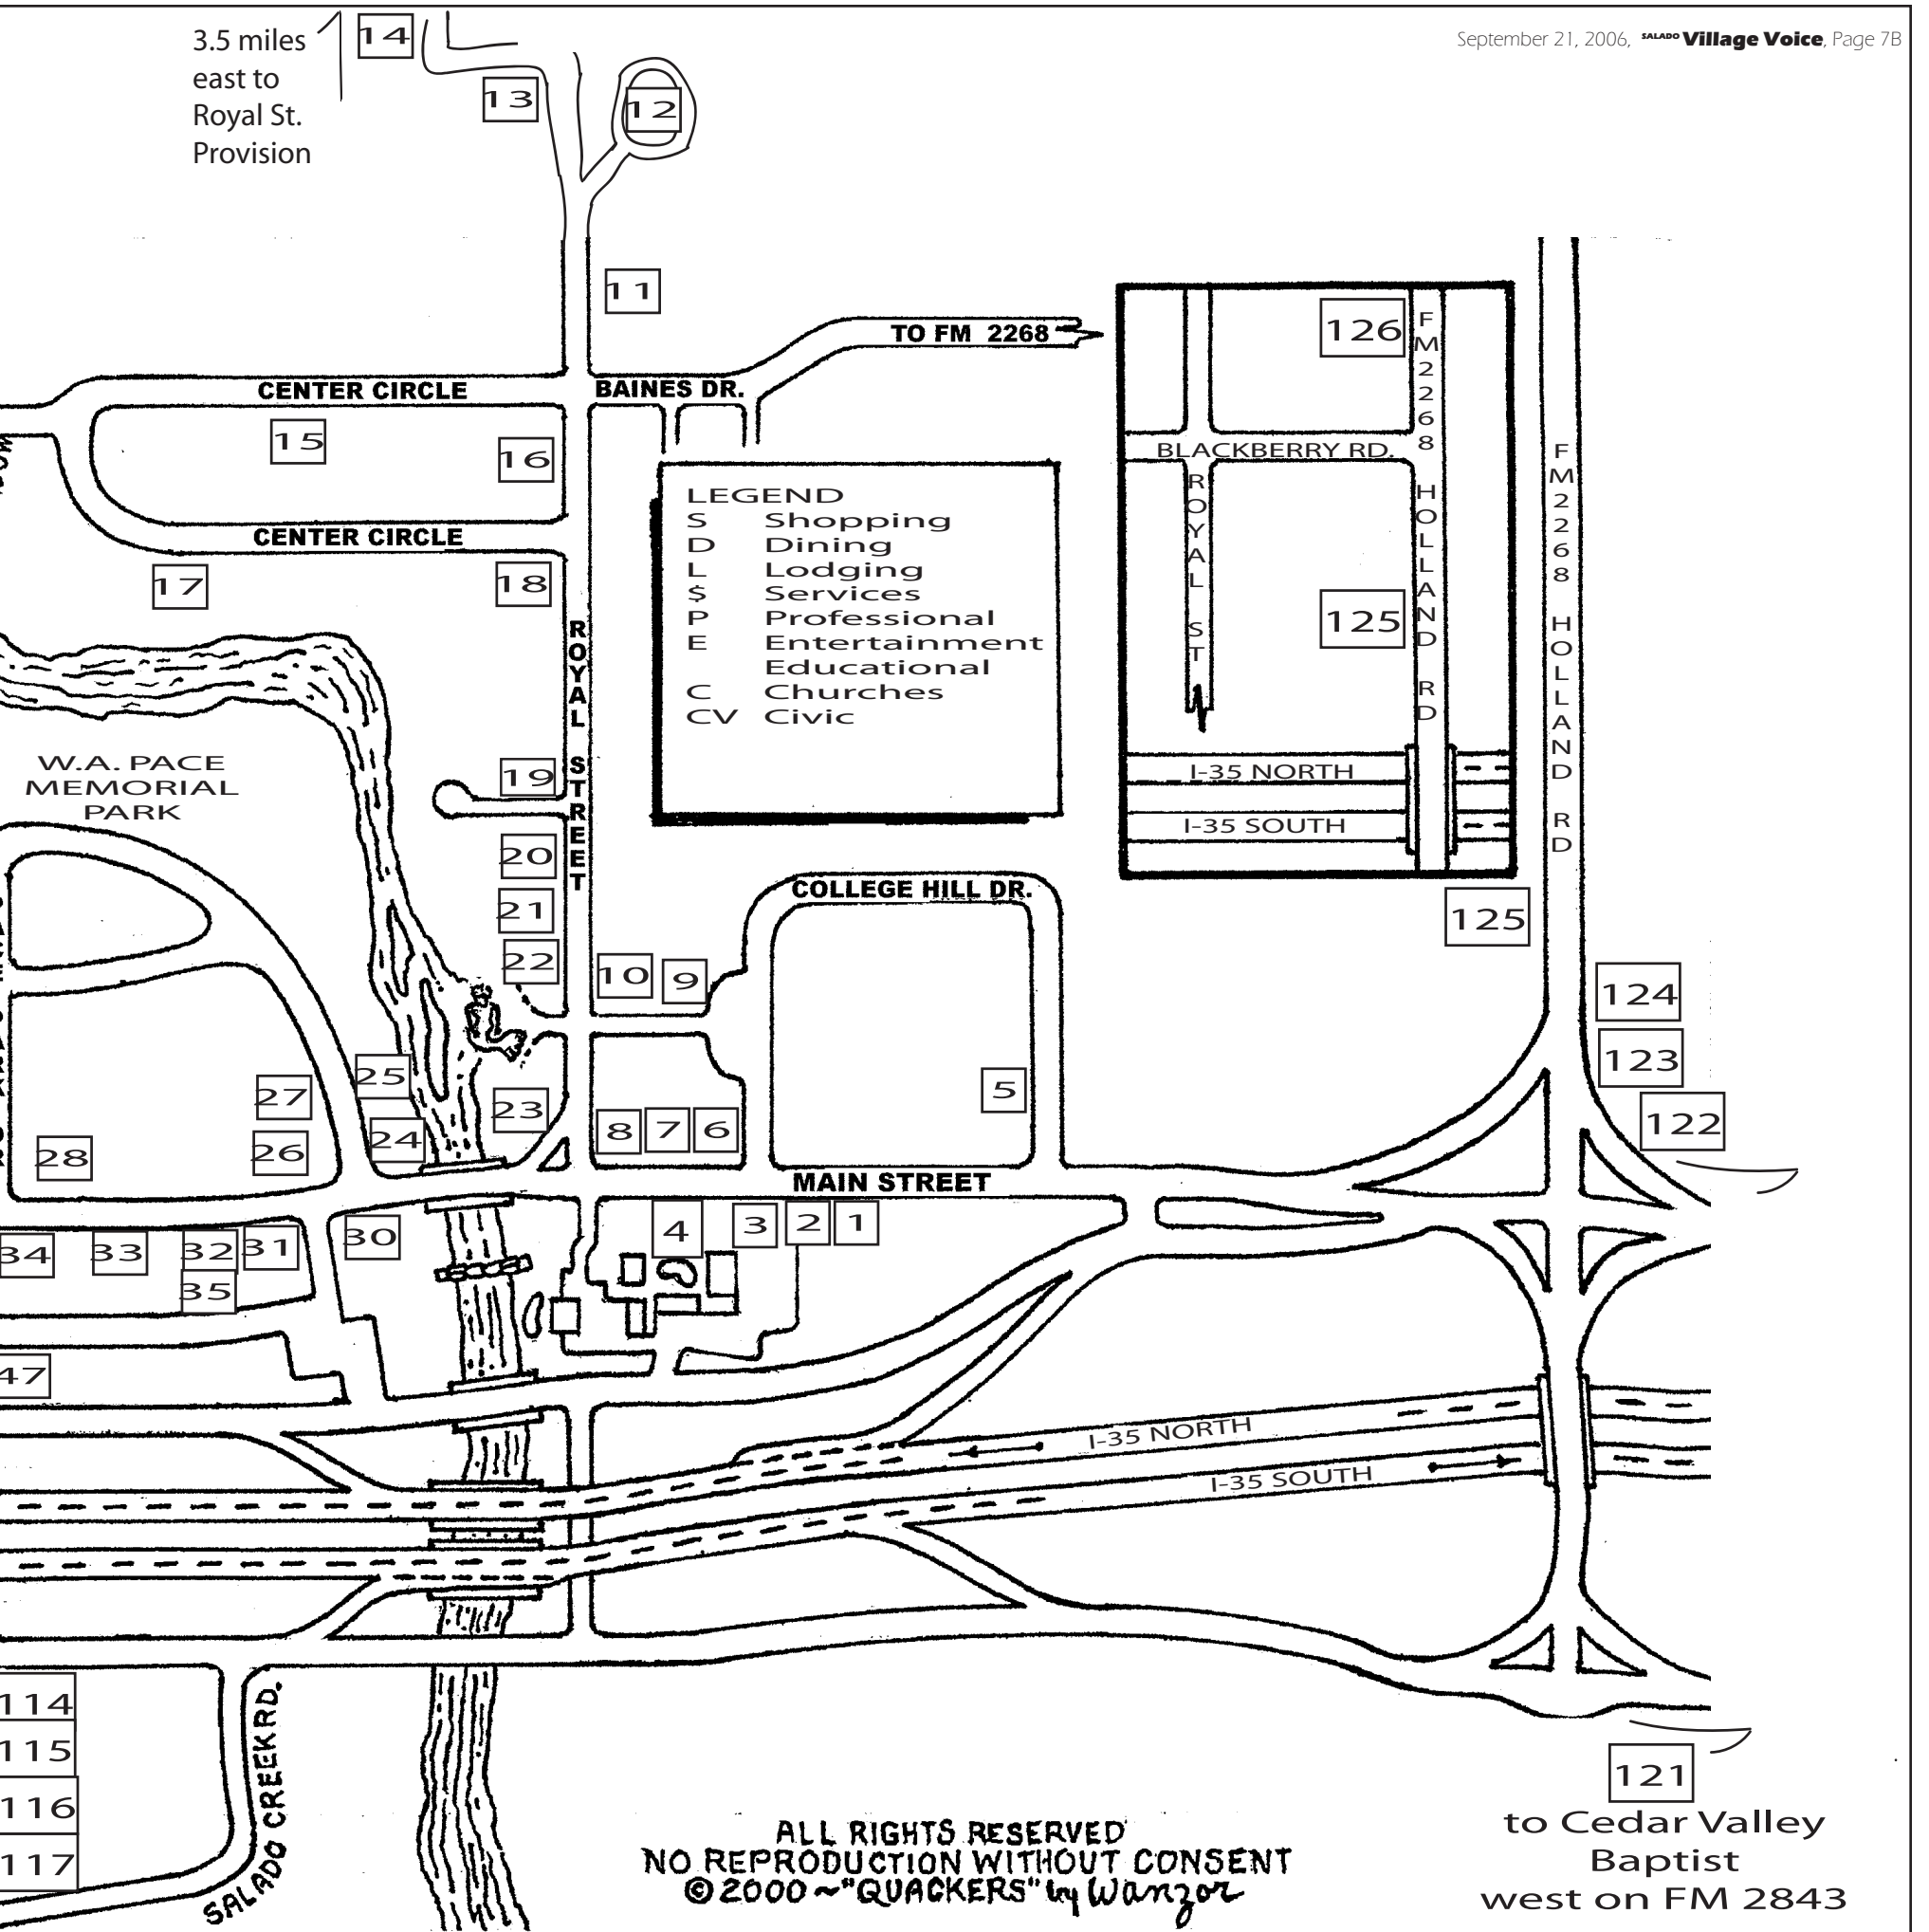 September 21, 2006, SALADO Village Voice, Page 7B
3.5 miles
east to
Royal St.
Provision
14
13
12
11
TO FM 2268
CENTER CIRCLE
BAINES DR.
15
16
CENTER CIRCLE
17
18
ROYAL STREET
LEGEND
S Shopping
D Dining
L Lodging
$ Services
P Professional
E Entertainment
Educational
C Churches
CV Civic
126
FM2268 HOLLAND RD
BLACKBERRY RD.
ROYAL ST
125
I-35 NORTH
I-35 SOUTH
FM2268 HOLLAND RD
W.A. PACE
MEMORIAL
PARK
19
20
21
22
10
9
COLLEGE HILL DR.
125
124
123
122
5
25
27
24
26
28
23
8
7
6
MAIN STREET
34
33
32
31
35
30
4
3
2
1
47
I-35 NORTH
I-35 SOUTH
114
115
116
117
SALADO CREEK RD.
121
to Cedar Valley
Baptist
west on FM 2843
ALL RIGHTS RESERVED
NO REPRODUCTION WITHOUT CONSENT
© 2000 ~ "QUACKERS" by Wanzor